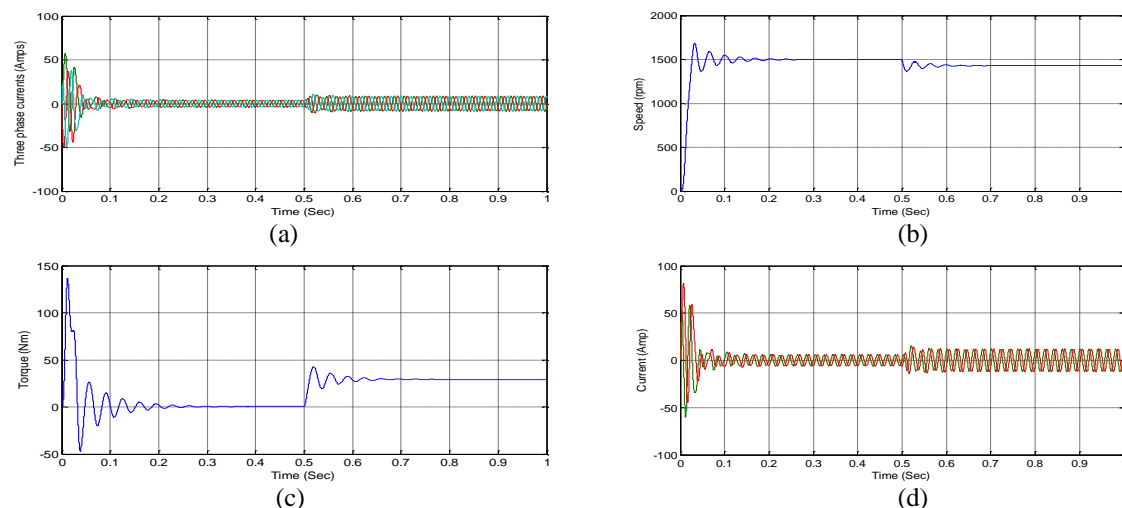 100
50
0
-50
-100
Three phase currents (Amps)
0 0.1 0.2 0.3 0.4 0.5 0.6 0.7 0.8 0.9 1
Time (Sec)
(a)
2000
1500
1000
500
0
Speed (rpm)
0 0.1 0.2 0.3 0.4 0.5 0.6 0.7 0.8 0.9
Time (Sec)
(b)
150
100
50
0
-50
Torque (Nm)
0 0.1 0.2 0.3 0.4 0.5 0.6 0.7 0.8 0.9 1
Time (Sec)
(c)
100
50
0
-50
-100
Current (Amp)
0 0.1 0.2 0.3 0.4 0.5 0.6 0.7 0.8 0.9
Time (Sec)
(d)